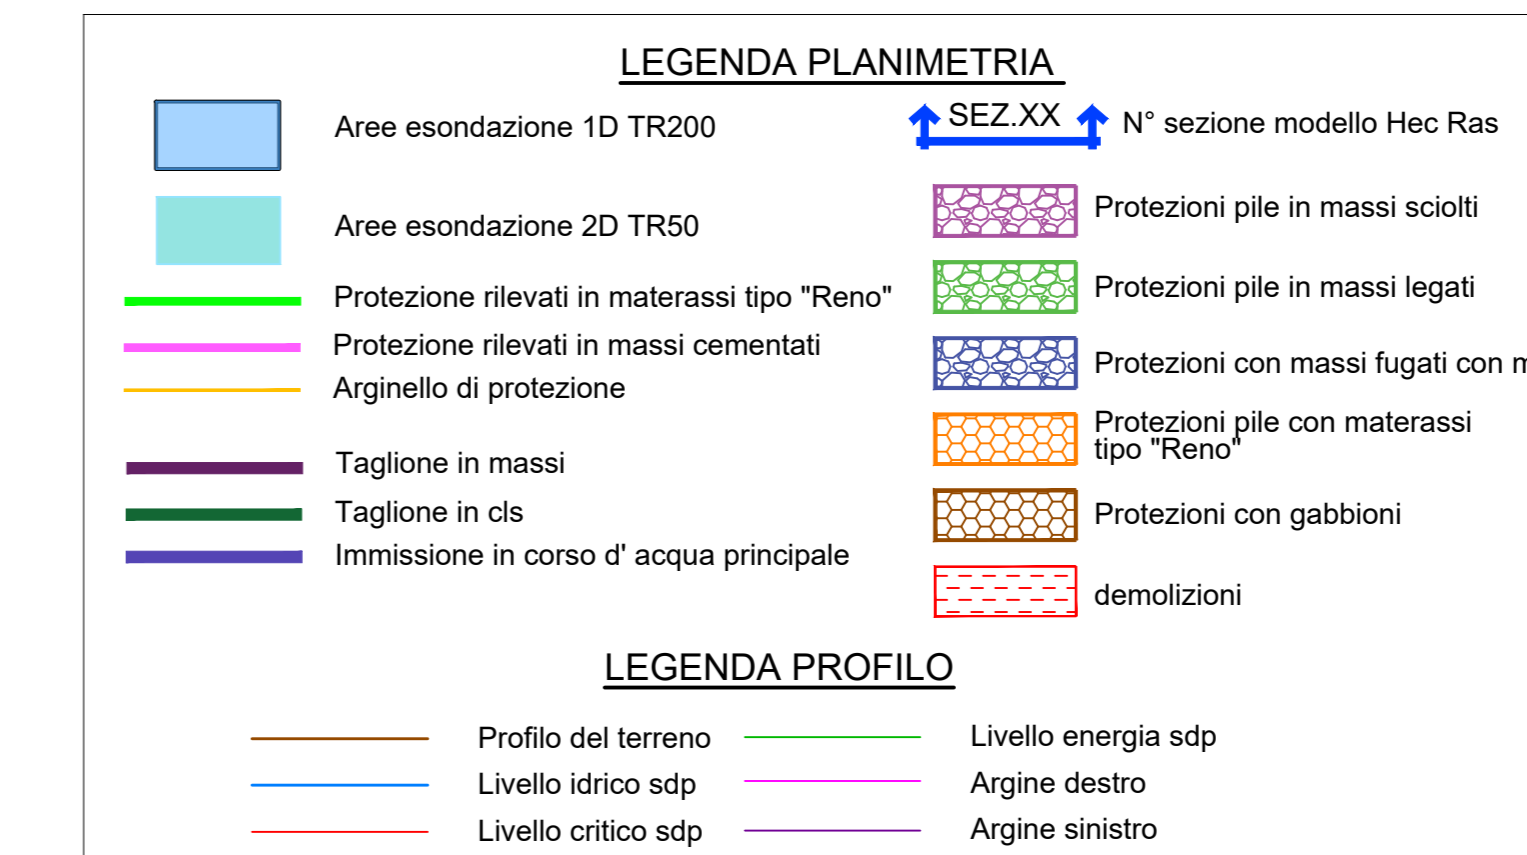 LEGENDA PLANIMETRIA
Aree esondazione 1D TR200
Aree esondazione 2D TR50
Protezione rilevati in materassi tipo "Reno"
Protezione rilevati in massi cementati
Arginello di protezione
Taglione in massi
Taglione in cls
Immissione in corso d' acqua principale
SEZ.XX
N° sezione modello Hec Ras
Protezioni pile in massi sciolti
Protezioni pile in massi legati
Protezioni con massi fugati con
Protezioni pile con materassi
tipo "Reno"
Protezioni con gabbioni
demolizioni
LEGENDA PROFILO
Profilo del terreno
Livello idrico sdp
Livello critico sdp
Livello energia sdp
Argine destro
Argine sinistro